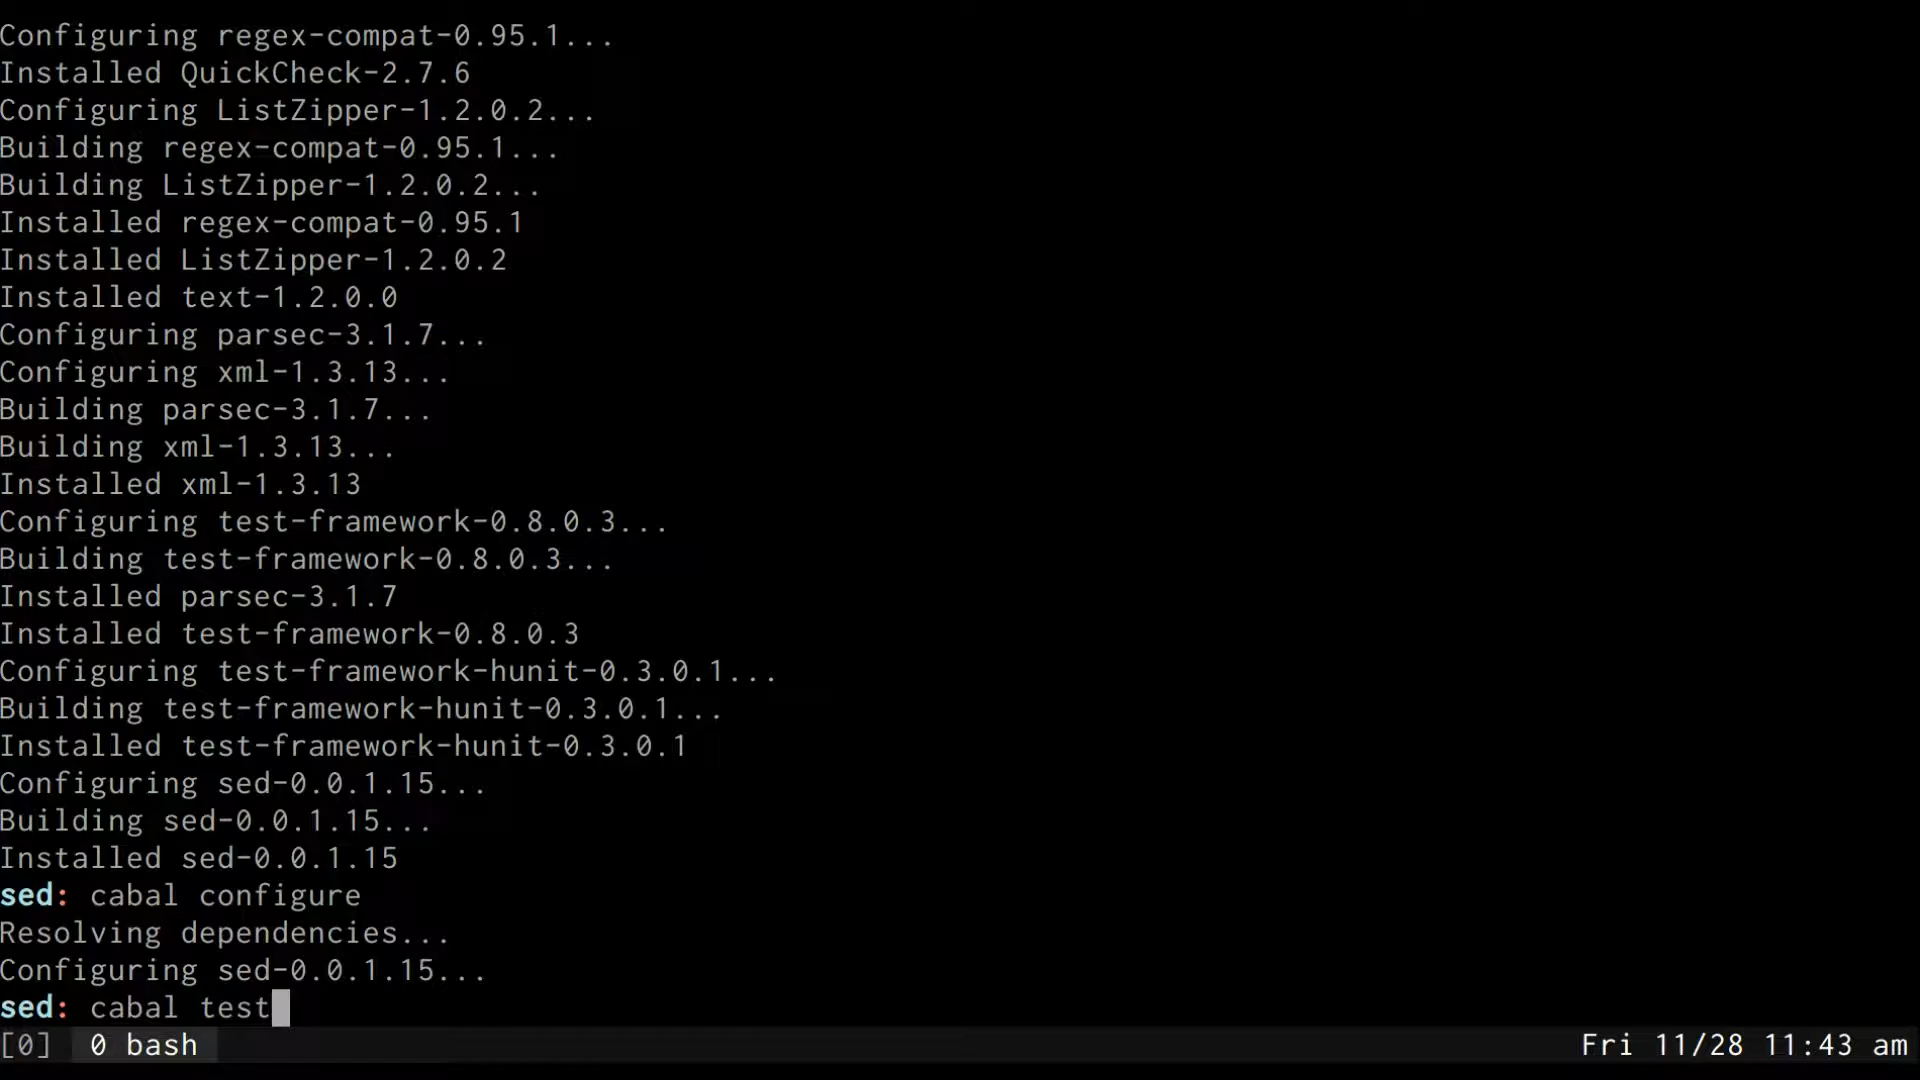 Configuring regex-compat-0.95.1...
Installed QuickCheck-2.7.6
Configuring ListZipper-1.2.0.2...
Building regex-compat-0.95.1...
Building ListZipper-1.2.0.2...
Installed regex-compat-0.95.1
Installed ListZipper-1.2.0.2
Installed text-1.2.0.0
Configuring parsec-3.1.7...
Configuring xml-1.3.13...
Building parsec-3.1.7...
Building xml-1.3.13...
Installed xml-1.3.13
Configuring test-framework-0.8.0.3...
Building test-framework-0.8.0.3...
Installed parsec-3.1.7
Installed test-framework-0.8.0.3
Configuring test-framework-hunit-0.3.0.1...
Building test-framework-hunit-0.3.0.1...
Installed test-framework-hunit-0.3.0.1
Configuring sed-0.0.1.15...
Building sed-0.0.1.15...
Installed sed-0.0.1.15
sed: cabal configure
Resolving dependencies...
Configuring sed-0.0.1.15...
sed: cabal test
[0] 0 bash Fri 11/28 11:43 am